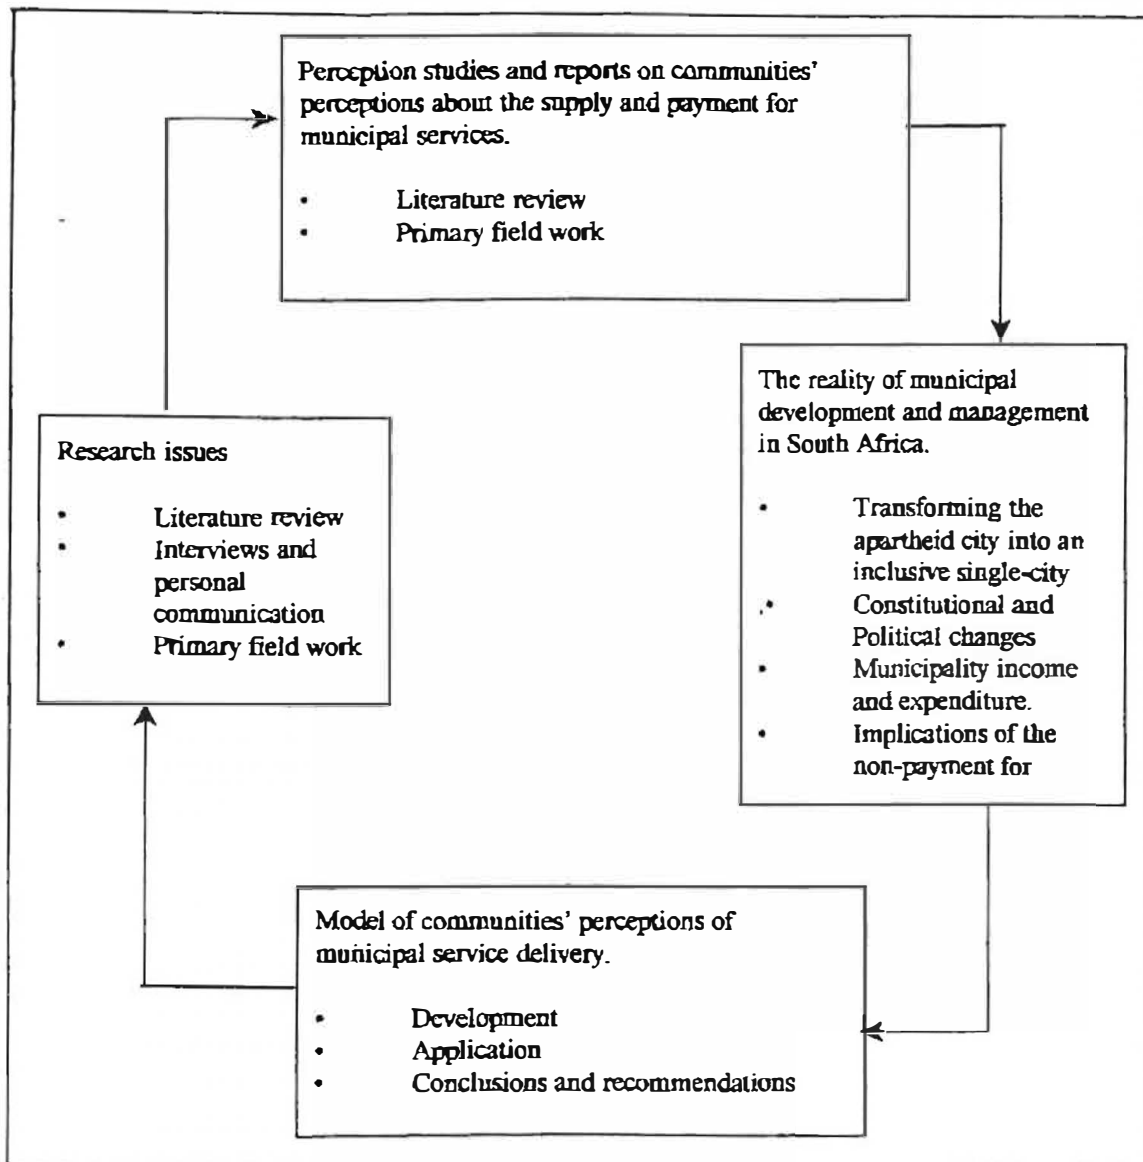 Perception studies and reports on communities'
perceptions about the supply and payment for
municipal services.
• Literature review
• Primary field work
The reality of municipal
development and management
in South Africa.
• Transforming the
apartheid city into an
inclusive single-city
• Constitutional and
Political changes
• Municipality income
and expenditure.
• Implications of the
non-payment for
Research issues
• Literature review
• Interviews and
personal
communication
• Primary field work
Model of communities' perceptions of
municipal service delivery.
• Development
• Application
• Conclusions and recommendations